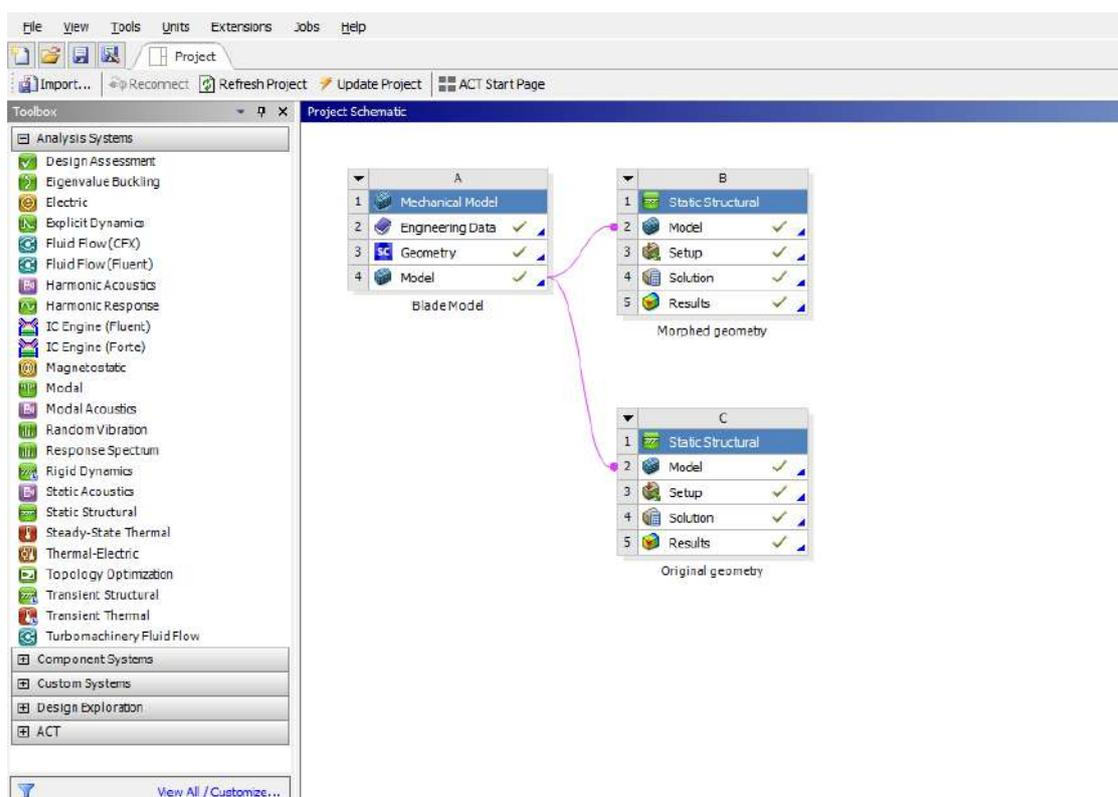 File View Tools Units Extensions Jobs Help
Project
Import... Reconnect Refresh Project Update Project ACT Start Page
Toolbox
Project Schematic
Analysis Systems
Design Assessment
Eigenvalue Buckling
Electric
Explicit Dynamics
Fluid Flow (CFX)
Fluid Flow (Fluent)
Harmonic Acoustics
Harmonic Response
IC Engine (Fluent)
IC Engine (Forte)
Magnetostatic
Modal
Modal Acoustics
Random Vibration
Response Spectrum
Rigid Dynamics
Static Acoustics
Static Structural
Steady-State Thermal
Thermal-Electric
Topology Optimization
Transient Structural
Transient Thermal
Turbomachinery Fluid Flow
Component Systems
Custom Systems
Design Exploration
ACT
View All / Customize...
A
1 Mechanical Model
2 Engineering Data
3 SC Geometry
4 Model
Blade Model
B
1 Static Structural
2 Model
3 Setup
4 Solution
5 Results
Morphed geometry
C
1 Static Structural
2 Model
3 Setup
4 Solution
5 Results
Original geometry